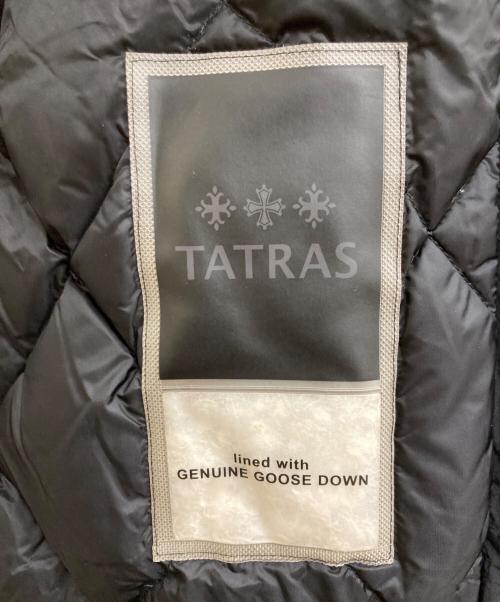 TATRAS
lined with
GENUINE GOOSE DOWN